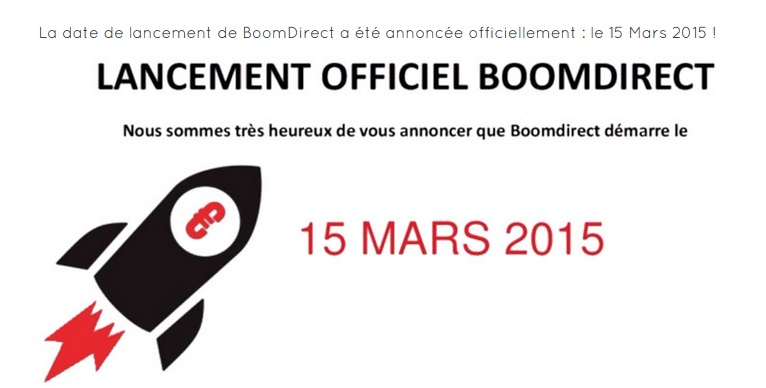 La date de lancement de BoomDirect a été annoncée officiellement : le 15 Mars 2015 !
LANCEMENT OFFICIEL BOOMDIRECT
Nous sommes très heureux de vous annoncer que Boomdirect démarre le
15 MARS 2015